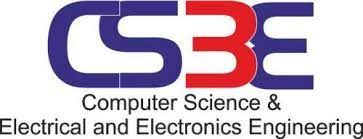 CS3E
Computer Science &
Electrical and Electronics Engineering